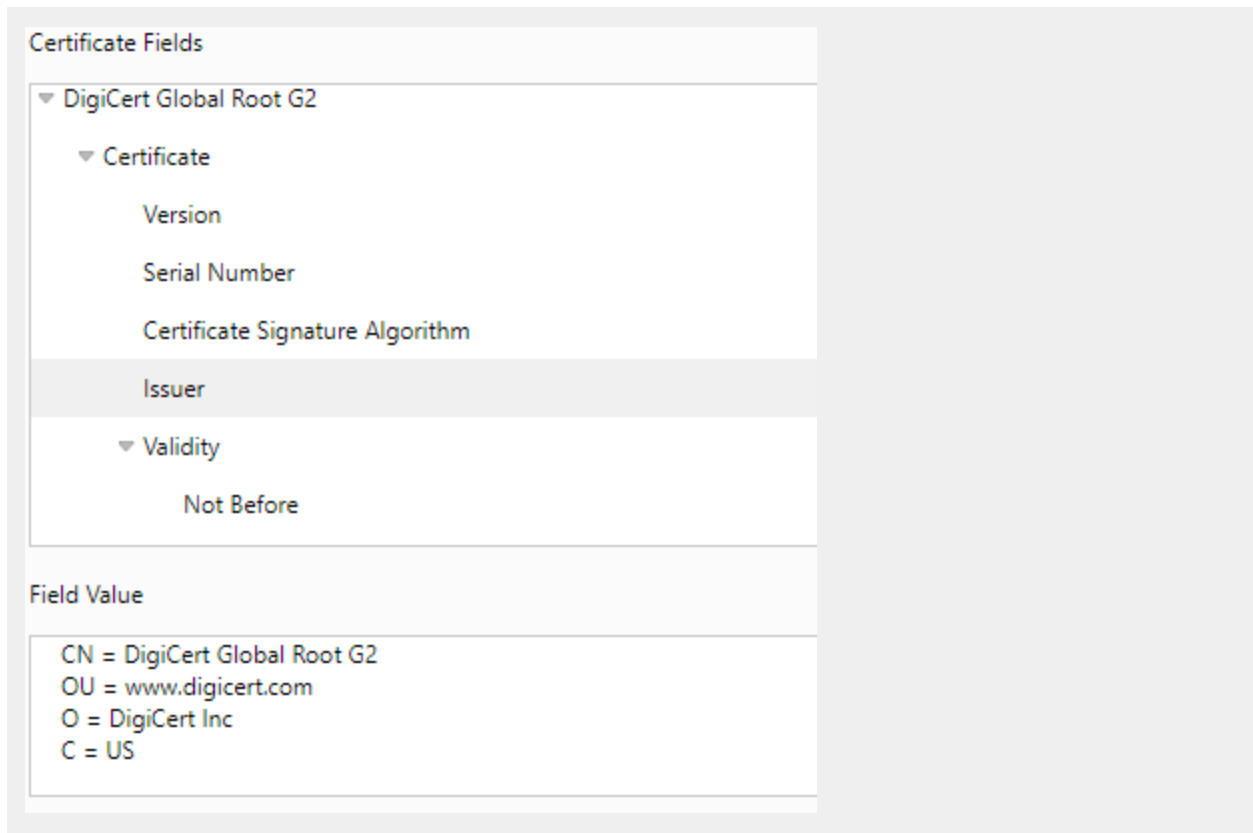 Certificate Fields
DigiCert Global Root G2
Certificate
Version
Serial Number
Certificate Signature Algorithm
Issuer
Validity
Not Before
Field Value
CN = DigiCert Global Root G2
OU = www.digicert.com
O = DigiCert Inc
C = US